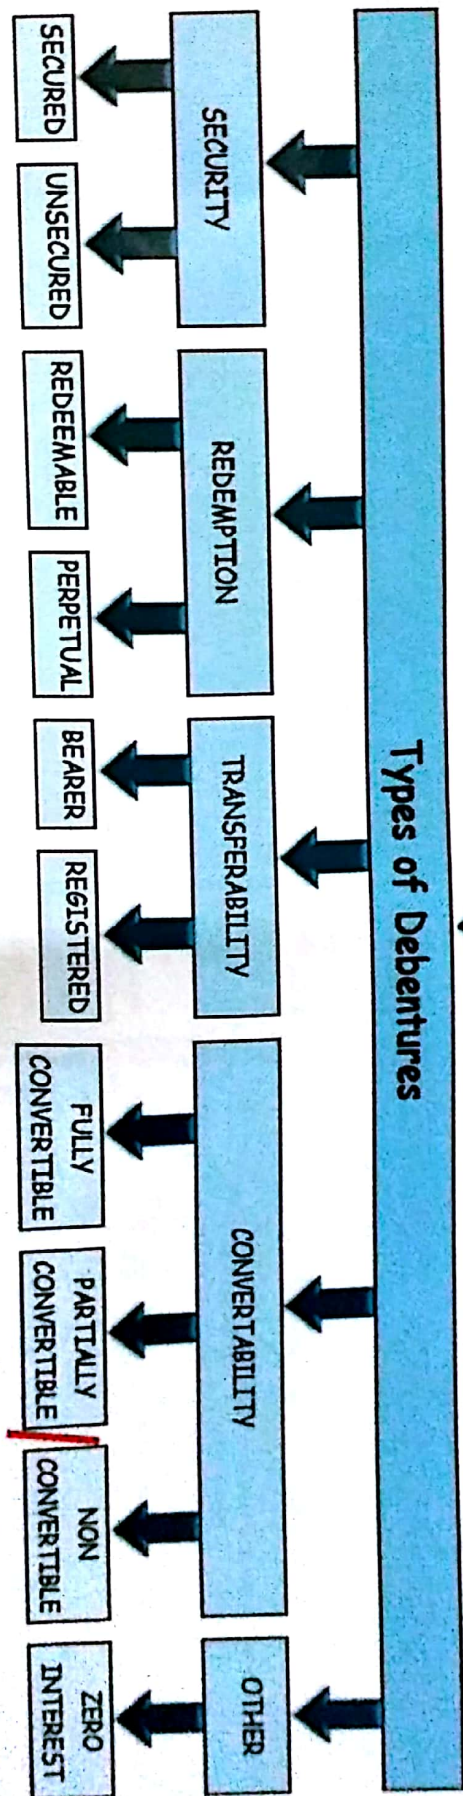 Types of Debentures
SECURITY
REDEMPTION
TRANSFERABILITY
CONVERTABILITY
OTHER
SECURED
UNSECURED
REDEEMABLE
PERPETUAL
BEARER
REGISTERED
FULLY
CONVERTIBLE
PARTIALLY
CONVERTIBLE
NON
CONVERTIBLE
ZERO
INTEREST